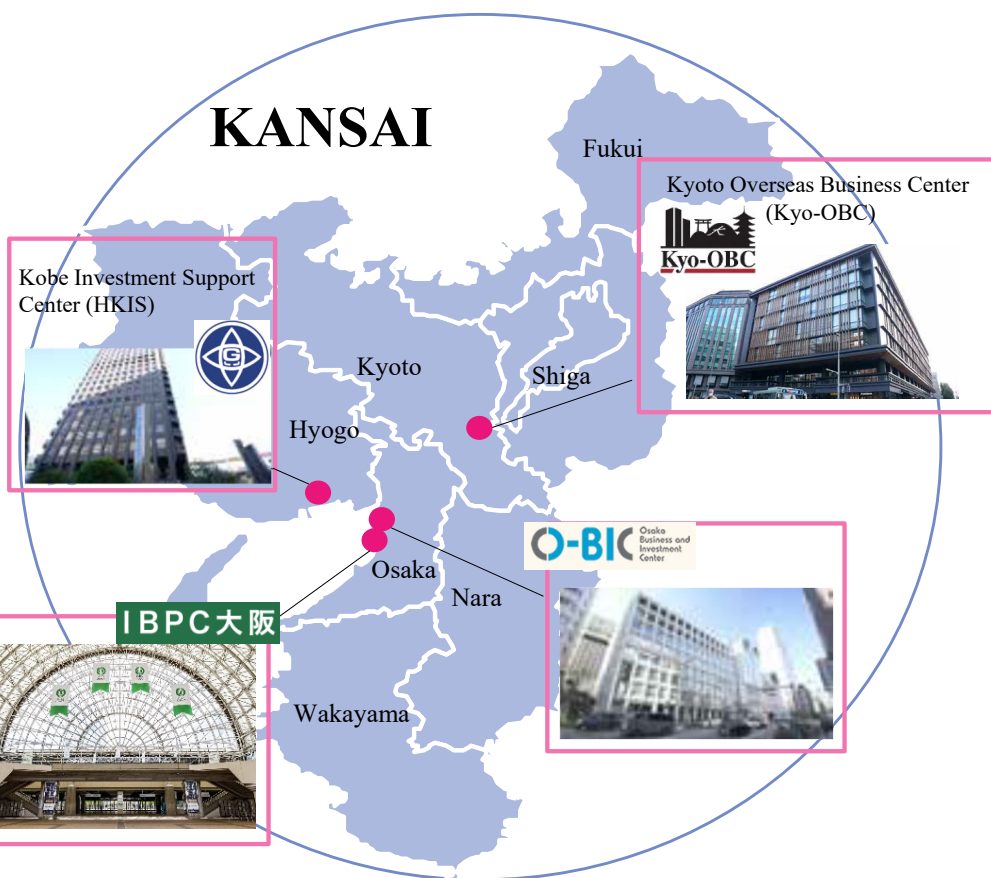 KANSAI
Fukui
Kyoto Overseas Business Center
(Kyo-OBC)
Kyo-OBC
Kobe Investment Support
Center (HKIS)
Kyoto
Shiga
Hyogo
O-BIC
Osaka
Business and
Investment
Center
Osaka
Nara
IBPC大阪
Wakayama